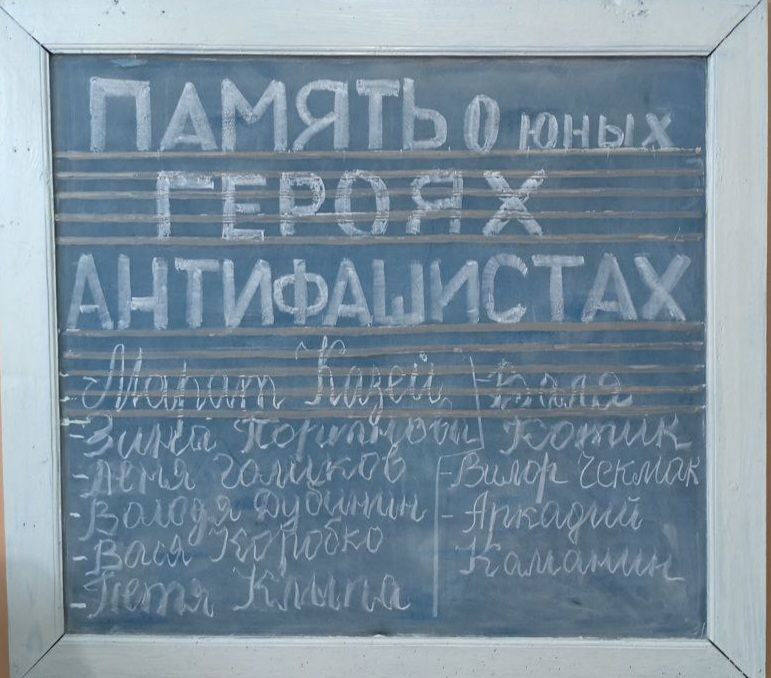 ПАМЯТЬ О ЮНЫХ
ГЕРОЯХ
АНТИФАШИСТАХ
- Марат Казей
- Зина Портнова
- Лёня Голиков
- Володя Дубинин
- Вася Коробко
- Петя Клыпа
- Валя
Котик
- Вилор Чекмак
- Аркадий
Каманин